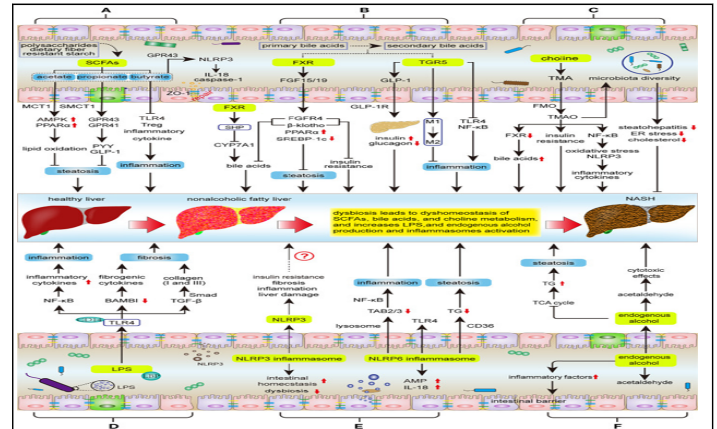 A
B
C
polysaccharides
dietary fiber
resistant starch
SCFAs
GPR43
NLRP3
IL-18
caspase-1
ZO-1
acetate propionate butyrate
MCT1 SMCT1
AMPK
PPARα
lipid oxidation
GPR43
GPR41
PYY
GLP-1
steatosis
TLR4
Treg
inflammatory
cytokine
inflammation
primary bile acids
secondary bile acids
FXR
FGF15/19
TGR5
FXR
SHP
CYP7A1
bile acids
FGFR4
β-klotho
PPARα
SREBP-1c
steatosis
insulin
resistance
GLP-1
GLP-1R
insulin
glucagon
M1
M2
TLR4
NF-κB
inflammation
choline
TMA
microbiota diversity
FMO
TMAO
FXR
bile acids
insulin
resistance
NF-κB
oxidative stress
NLRP3
inflammatory
cytokines
steatohepatitis
ER stress
cholesterol
healthy liver
nonalcoholic fatty liver
dysbiosis leads to dyshomeostasis of
SCFAs, bile acids, and choline metabolism,
and increases LPS,and endogenous alcohol
production and inflammasomes activation
NASH
inflammation
fibrosis
inflammatory
cytokines
NF-κB
fibrogenic
cytokines
BAMBI
collagen
(I and III)
Smad
TGF-β
TLR4
LPS
LPS
?
insulin resistance
fibrosis
inflammation
liver damage
NLRP3
NLRP3
NLRP3 inflammasome
intestinal
homecstasis
dysbiosis
inflammation
NF-κB
TAB2/3
lysosome
TLR4
steatosis
TG
CD36
NLRP6 inflammasome
AMP
IL-18
steatosis
TG
TCA cycle
cytotoxic
effects
acetaldehyde
endogenous
alcohol
endogenous
alcohol
inflammatory factors
acetaldehyde
intestinal barrier
D
E
F